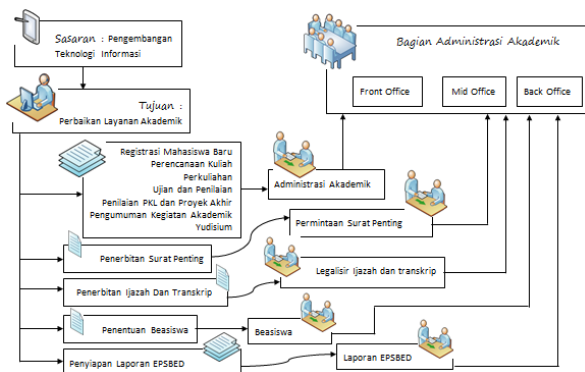 Sasaran : Pengembangan
Teknologi Informasi
Bagian Administrasi Akademik
Front Office
Mid Office
Back Office
Tujuan :
Perbaikan Layanan Akademik
Registrasi Mahasiswa Baru
Perencanaan Kuliah
Perkuliahan
Ujian dan Penilaian
Penilaian PKL dan Proyek Akhir
Pengumuman Kegiatan Akademik
Yudisium
Administrasi Akademik
Permintaan Surat Penting
Penerbitan Surat Penting
Legalisir Ijazah dan transkrip
Penerbitan Ijazah Dan Transkrip
Penentuan Beasiswa
Beasiswa
Penyiapan Laporan EPSBED
Laporan EPSBED